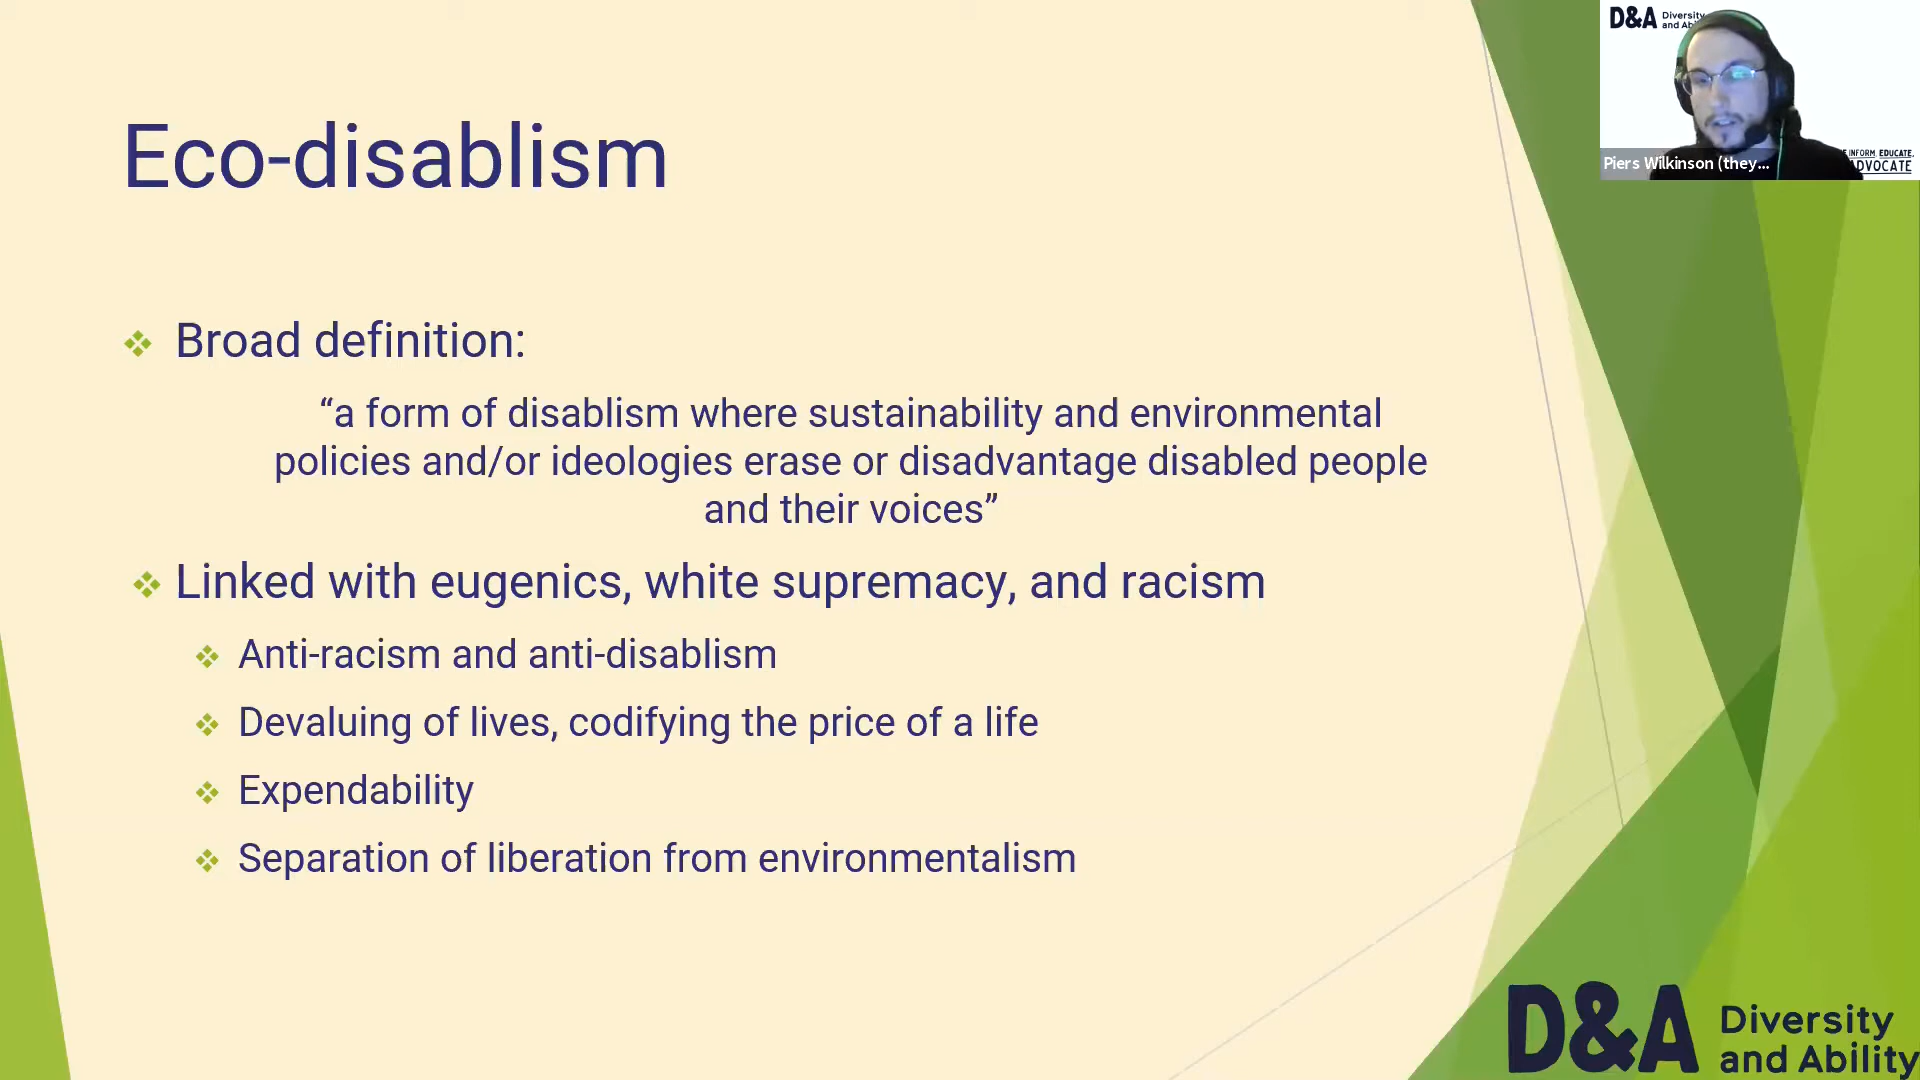 Eco-disablism
Broad definition:
“a form of disablism where sustainability and environmental
policies and/or ideologies erase or disadvantage disabled people
and their voices”
Linked with eugenics, white supremacy, and racism
Anti-racism and anti-disablism
Devaluing of lives, codifying the price of a life
Expendability
Separation of liberation from environmentalism
D&A Diversity
and Ab
Piers Wilkinson (they...
INFORM. EDUCATE.
ADVOCATE
D&A Diversity
and Ability